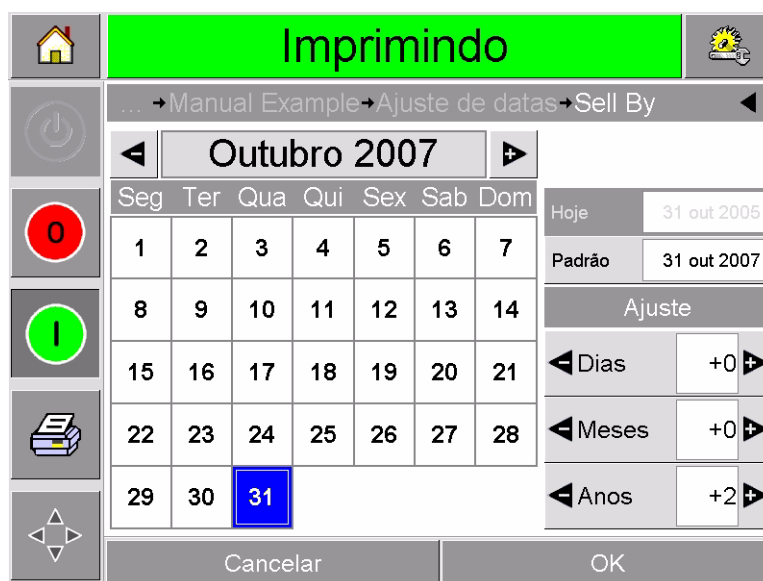 Imprimindo
... →Manual Example→Ajuste de datas→Sell By
Outubro 2007
Seg Ter Qua Qui Sex Sab Dom
1 2 3 4 5 6 7
8 9 10 11 12 13 14
15 16 17 18 19 20 21
22 23 24 25 26 27 28
29 30 31
Hoje 31 out 2005
Padrão 31 out 2007
Ajuste
Dias +0
Meses +0
Anos +2
0
I
Cancelar OK